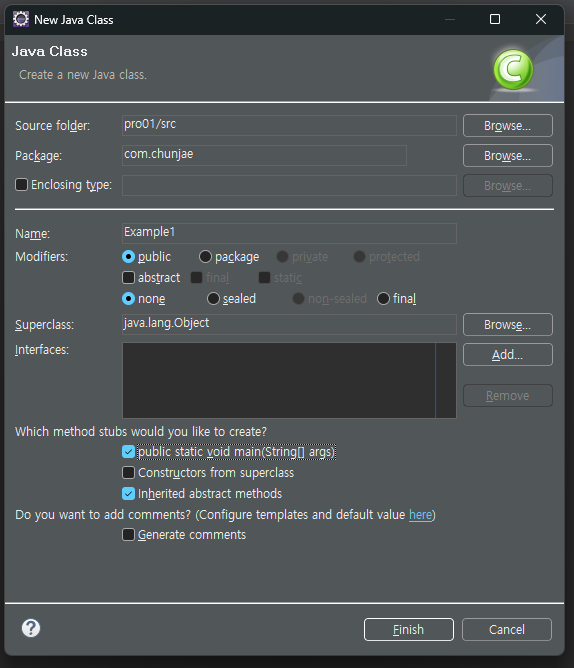 New Java Class
Java Class
Create a new Java class.
Source folder: pro01/src Browse...
Package: com.chunjae Browse...
Enclosing type: Browse...
Name: Example1
Modifiers: public package private protected
abstract final static
none sealed non-sealed final
Superclass: java.lang.Object Browse...
Interfaces: Add...
Remove
Which method stubs would you like to create?
public static void main(String[] args)
Constructors from superclass
Inherited abstract methods
Do you want to add comments? (Configure templates and default value here)
Generate comments
? Finish Cancel